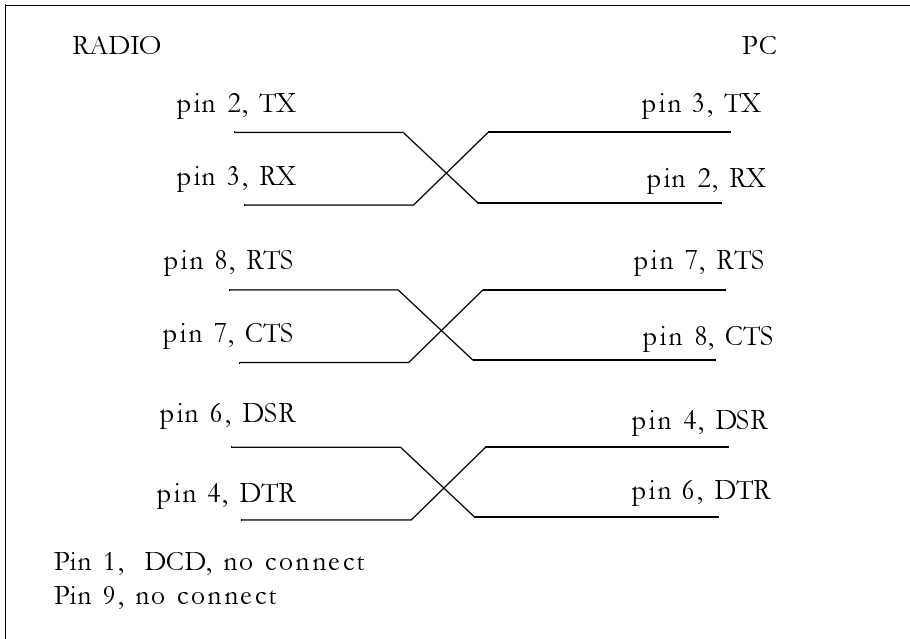 RADIO PC
pin 2, TX pin 3, TX
pin 3, RX pin 2, RX
pin 8, RTS pin 7, RTS
pin 7, CTS pin 8, CTS
pin 6, DSR pin 4, DSR
pin 4, DTR pin 6, DTR
Pin 1, DCD, no connect
Pin 9, no connect